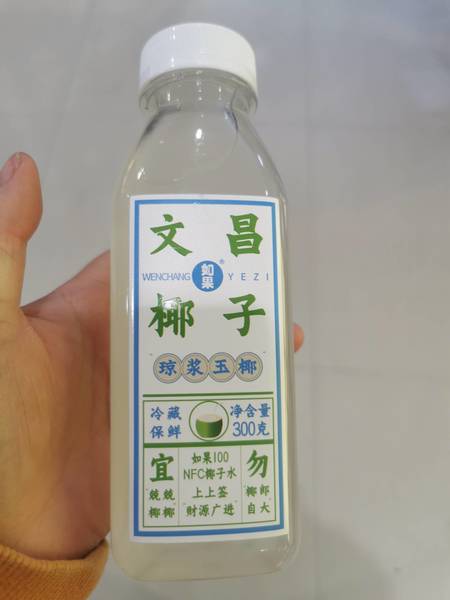 文昌
WENCHANG 如果® YEZI
椰子
“琼浆玉椰”
冷藏 净含量
保鲜 300克
宜 如果100 勿
NFC椰子水
兢兢 上上签 “椰郎
椰椰 “财源广进” 自大